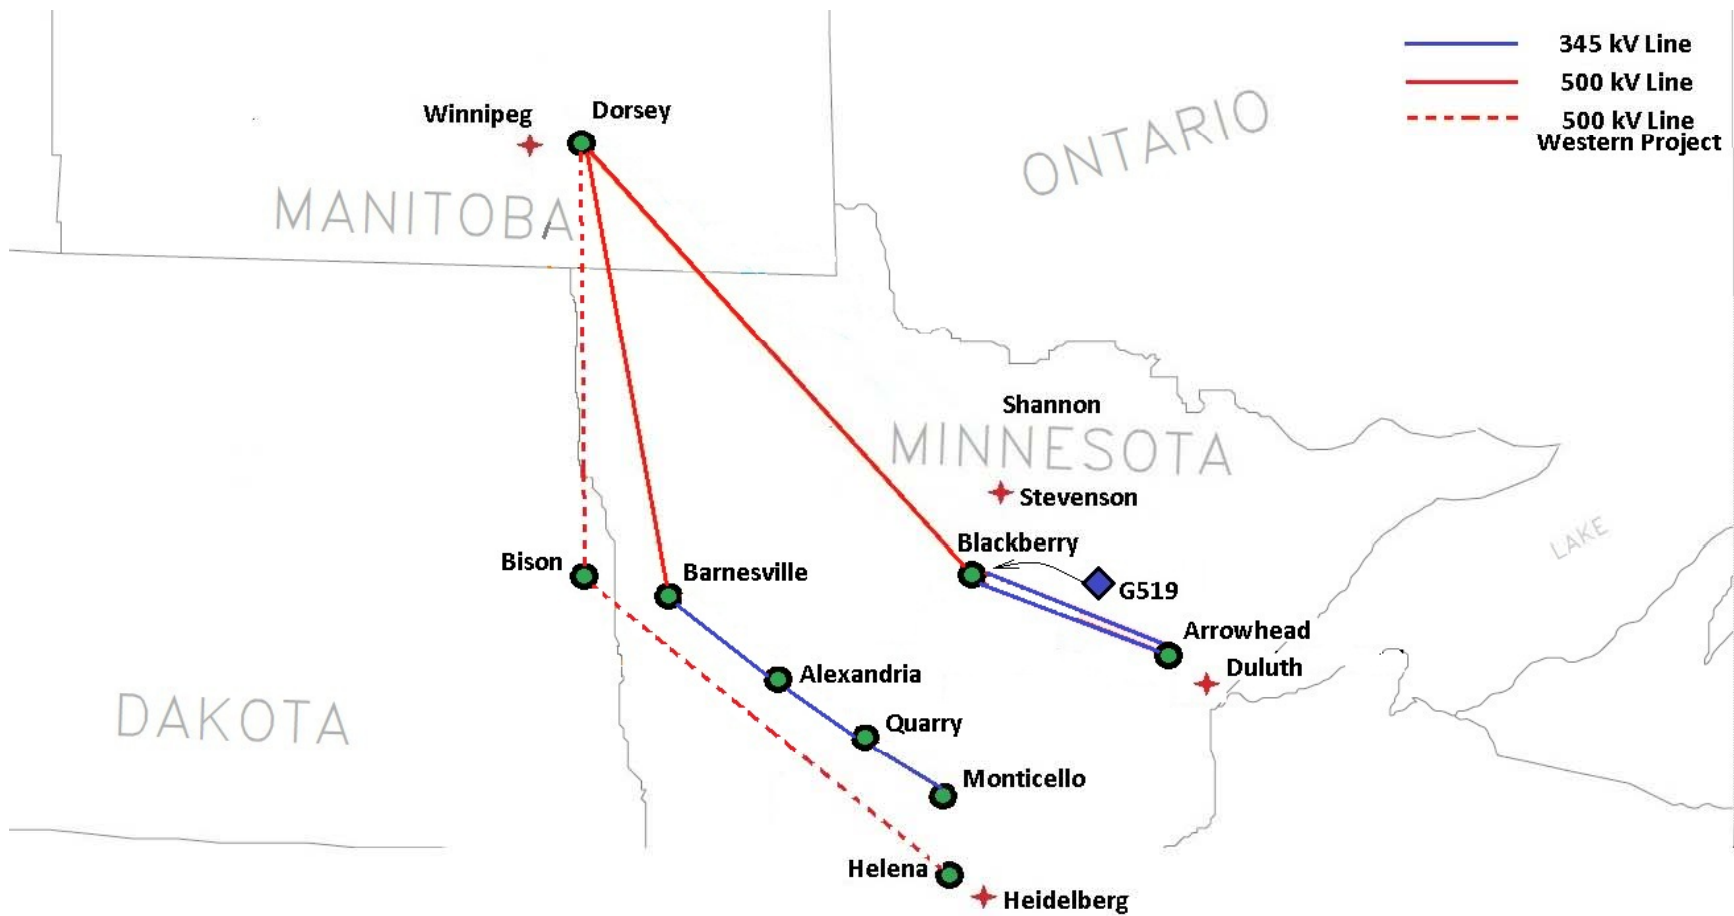 345 kV Line
500 kV Line
500 kV Line
Western Project
Winnipeg
Dorsey
ONTARIO
MANITOBA
Shannon
MINNESOTA
Stevenson
LAKE
Blackberry
Bison
Barnesville
G519
Arrowhead
Duluth
Alexandria
DAKOTA
Quarry
Monticello
Helena
Heidelberg